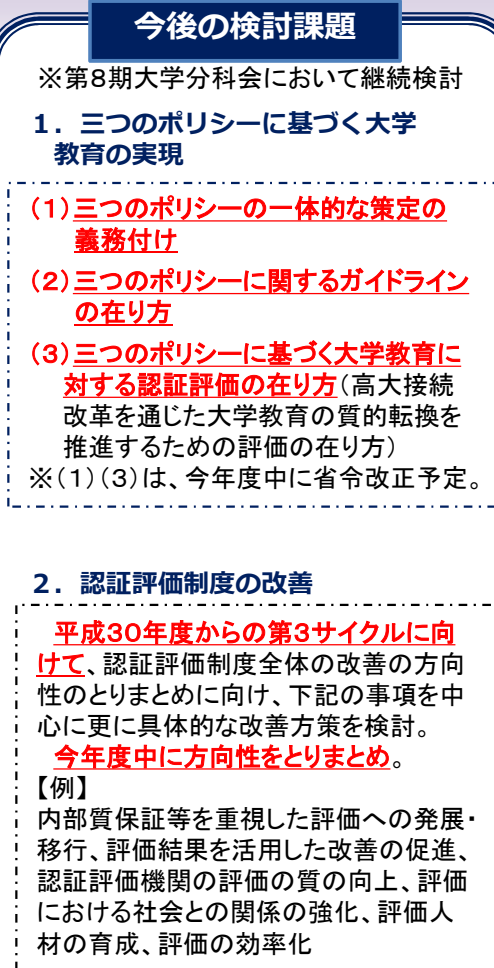 今後の検討課題
※第8期大学分科会において継続検討
1．三つのポリシーに基づく大学
教育の実現
（1）三つのポリシーの一体的な策定の
義務付け
（2）三つのポリシーに関するガイドライン
の在り方
（3）三つのポリシーに基づく大学教育に
対する認証評価の在り方（高大接続
改革を通じた大学教育の質的転換を
推進するための評価の在り方）
※（1）（3）は、今年度中に省令改正予定。
2．認証評価制度の改善
平成30年度からの第3サイクルに向
けて、認証評価制度全体の改善の方向
性のとりまとめに向け、下記の事項を中
心に更に具体的な改善方策を検討。
今年度中に方向性をとりまとめ。
【例】
内部質保証等を重視した評価への発展・
移行、評価結果を活用した改善の促進、
認証評価機関の評価の質の向上、評価
における社会との関係の強化、評価人
材の育成、評価の効率化